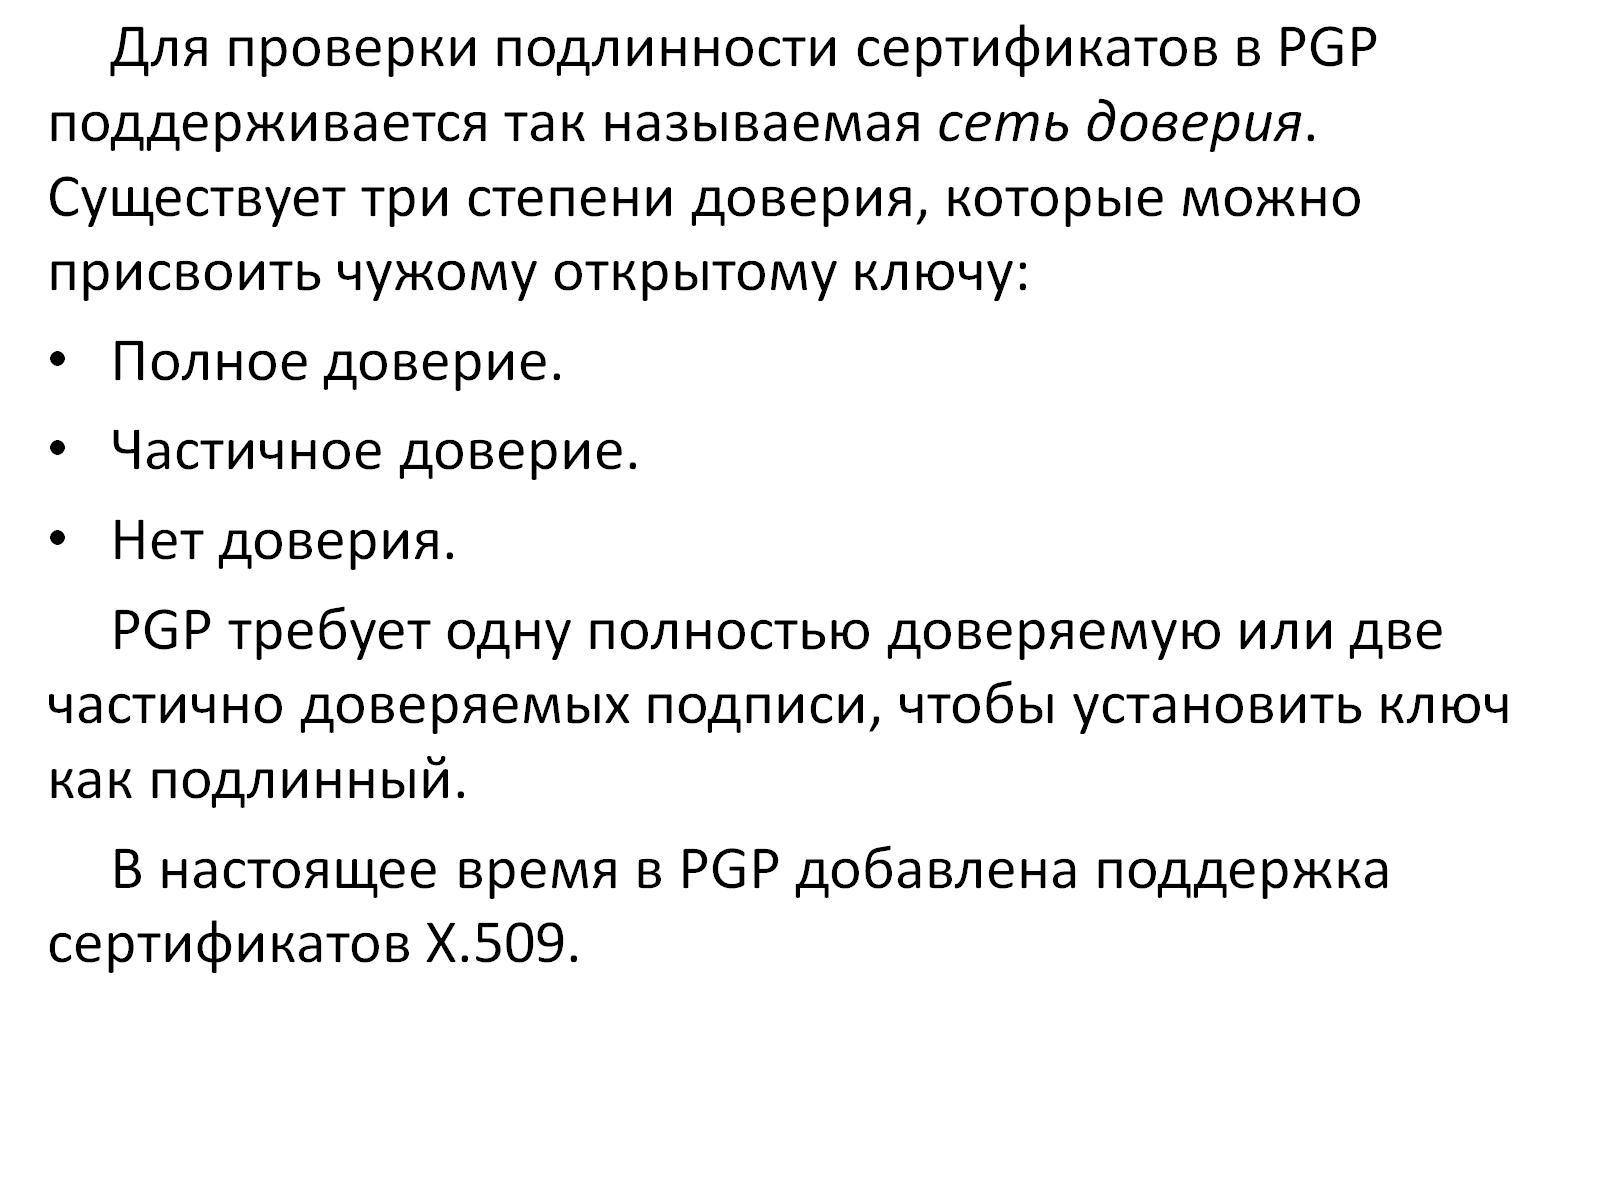 Для проверки подлинности сертификатов в PGP
поддерживается так называемая сеть доверия.
Существует три степени доверия, которые можно
присвоить чужому открытому ключу:
• Полное доверие.
• Частичное доверие.
• Нет доверия.
PGP требует одну полностью доверяемую или две
частично доверяемых подписи, чтобы установить ключ
как подлинный.
В настоящее время в PGP добавлена поддержка
сертификатов X.509.